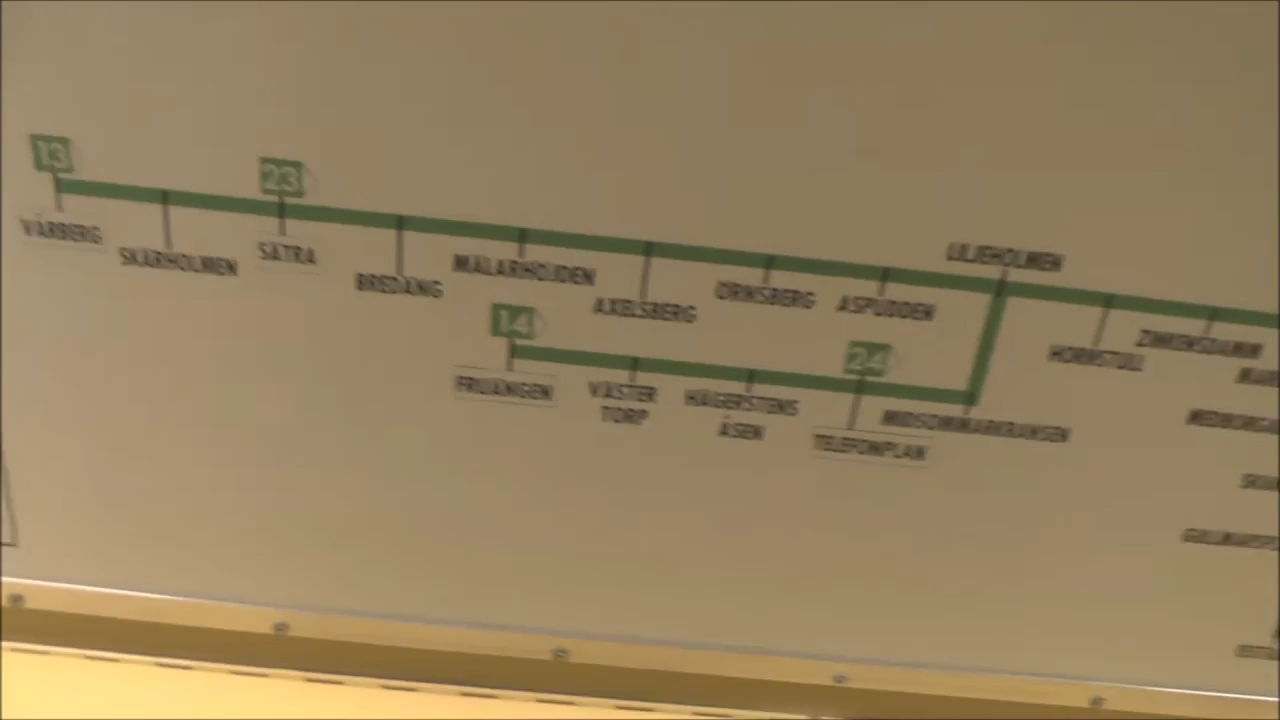 13
23
VÅRBERG
SKÄRHOLMEN
SÄTRA
BREDÄNG
MÄLARHÖJDEN
AXELSBERG
ÖRNSBERG
ASPUDDEN
LILJEHOLMEN
HORNSTULL
ZINKENSDAMM
14
24
FRUÄNGEN
VÄSTER
TORP
HÄGERSTENS
ÅSEN
TELEFONPLAN
MIDSOMMARKRANSEN